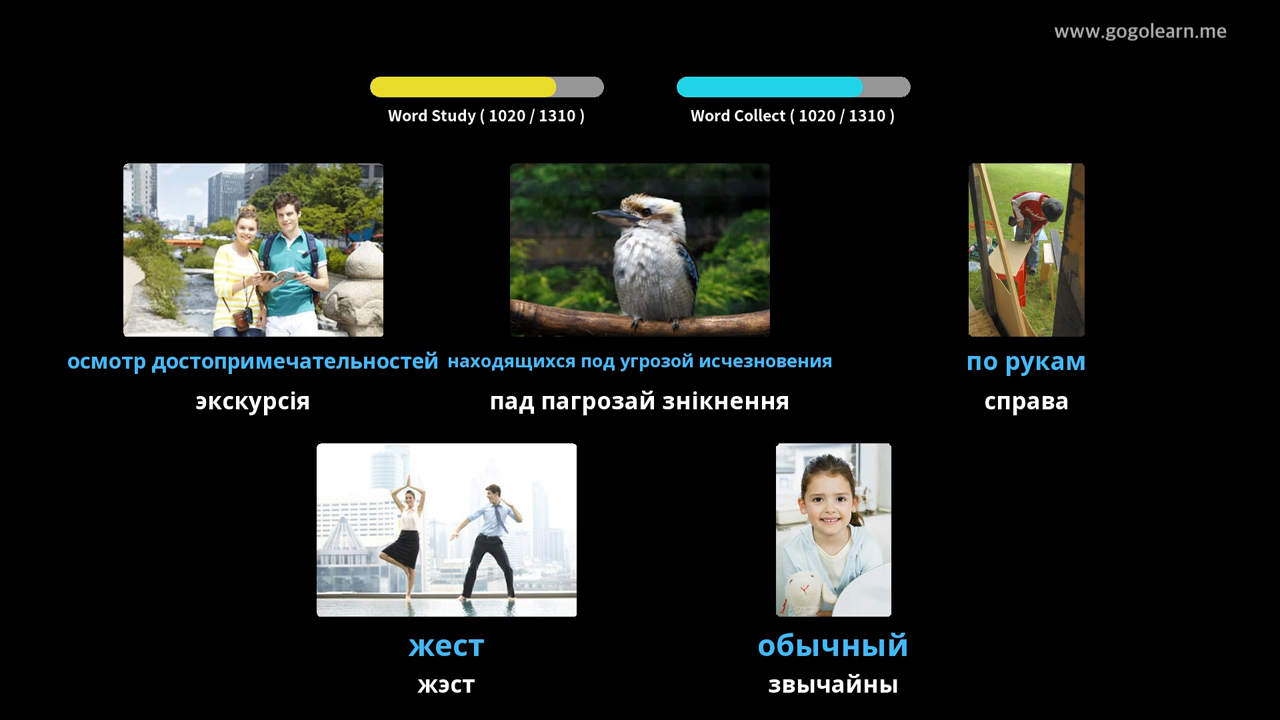 www.gogolearn.me
Word Study ( 1020 / 1310 )
Word Collect ( 1020 / 1310 )
осмотр достопримечательностей
находящихся под угрозой исчезновения
по рукам
экскурсія
пад пагрозай знікнення
справа
жест
обычный
жэст
звычайны